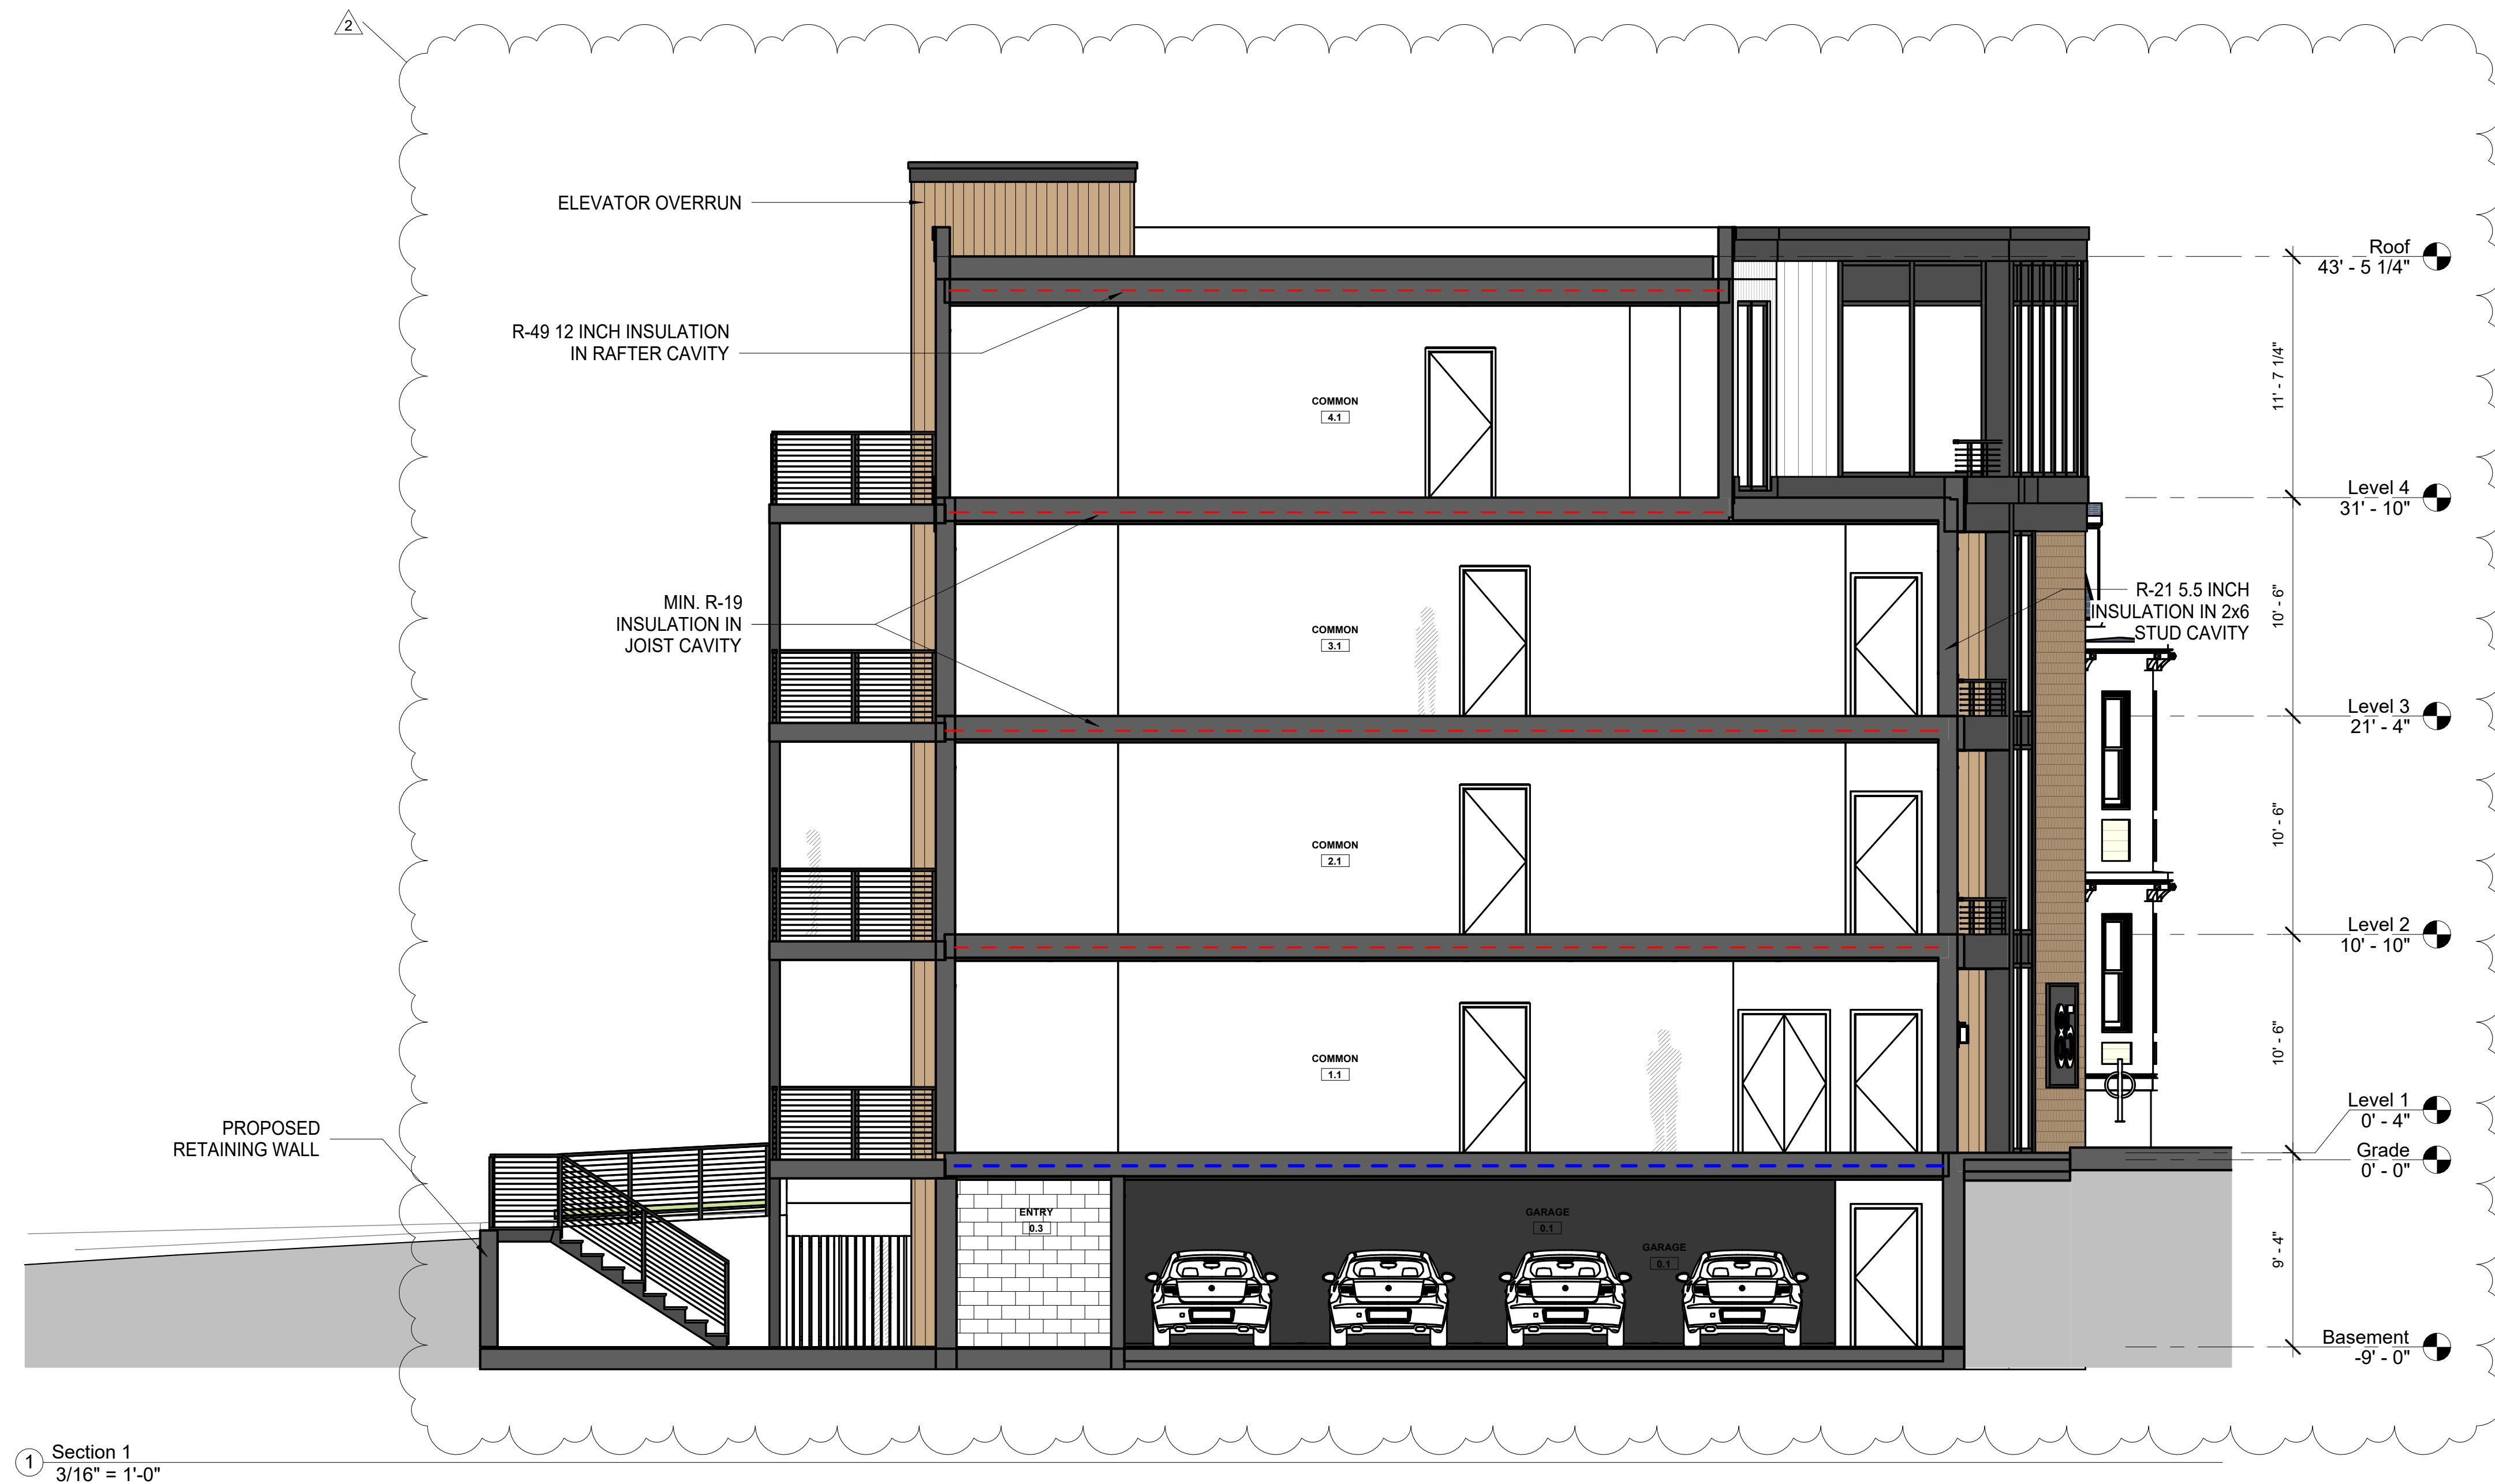 2
ELEVATOR OVERRUN
R-49 12 INCH INSULATION
IN RAFTER CAVITY
MIN. R-19
INSULATION IN
JOIST CAVITY
R-21 5.5 INCH
INSULATION IN 2x6
STUD CAVITY
PROPOSED
RETAINING WALL
COMMON
4.1
COMMON
3.1
COMMON
2.1
COMMON
1.1
ENTRY
0.3
GARAGE
0.1
GARAGE
0.1
Roof
43' - 5 1/4"
11' - 7 1/4"
Level 4
31' - 10"
10' - 6"
Level 3
21' - 4"
10' - 6"
Level 2
10' - 10"
10' - 6"
Level 1
0' - 4"
Grade
0' - 0"
9' - 4"
Basement
-9' - 0"
1
Section 1
3/16" = 1'-0"